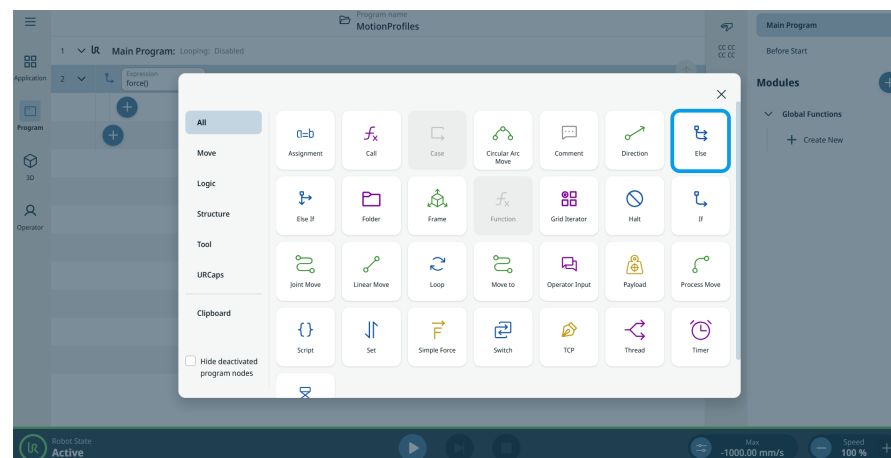 Program name
MotionProfiles
Application
Program
3D
Operator
1
Main Program: Looping: Disabled
2
Expression
force()
All
Move
Logic
Structure
Tool
URCaps
Clipboard
Hide deactivated
program nodes
a=b
Assignment
Call
Case
Circular Arc
Move
Comment
Direction
Else
Else If
Folder
Frame
Function
Grid Iterator
Halt
If
Joint Move
Linear Move
Loop
Move to
Operator Input
Payload
Process Move
Script
Set
Simple Force
Switch
TCP
Thread
Timer
Main Program
Before Start
Modules
Global Functions
Create New
Robot State
Active
Max
-1000.00 mm/s
Speed
100 %